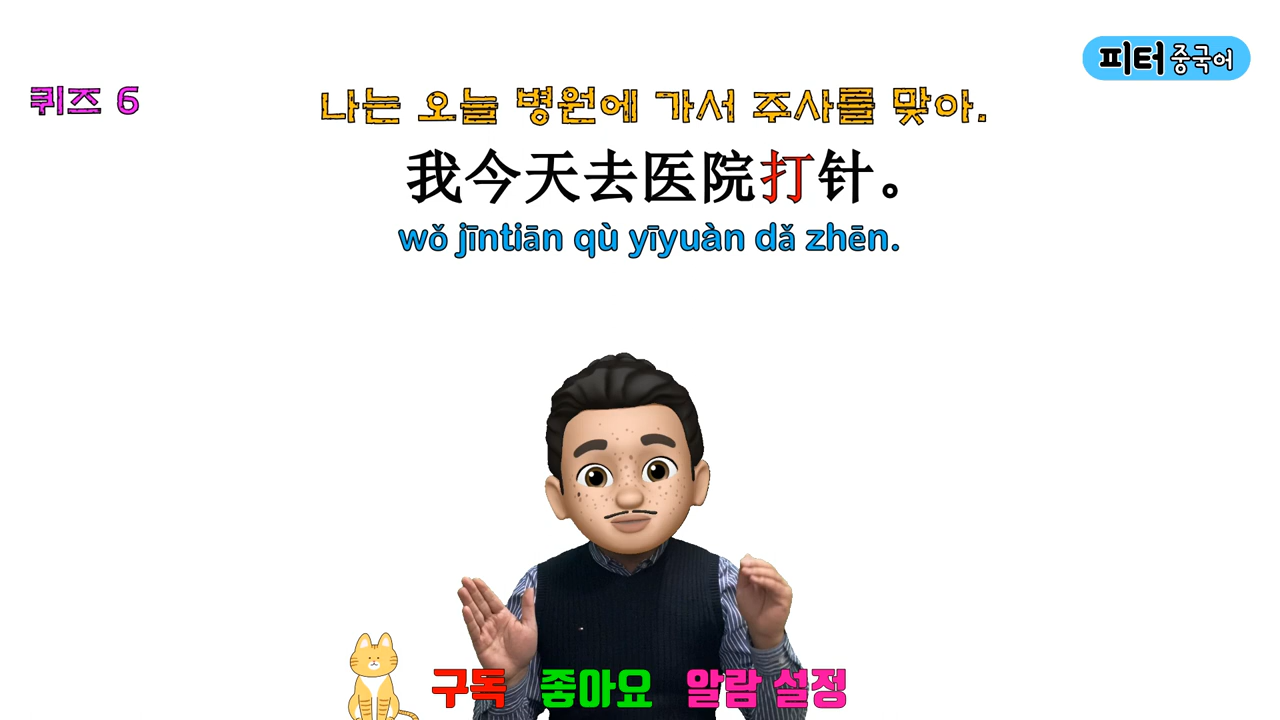 피터 중국어
퀴즈 6
나는 오늘 병원에 가서 주사를 맞아.
我今天去医院打针。
wǒ jīntiān qù yīyuàn dǎ zhēn.
구독 좋아요 알람 설정